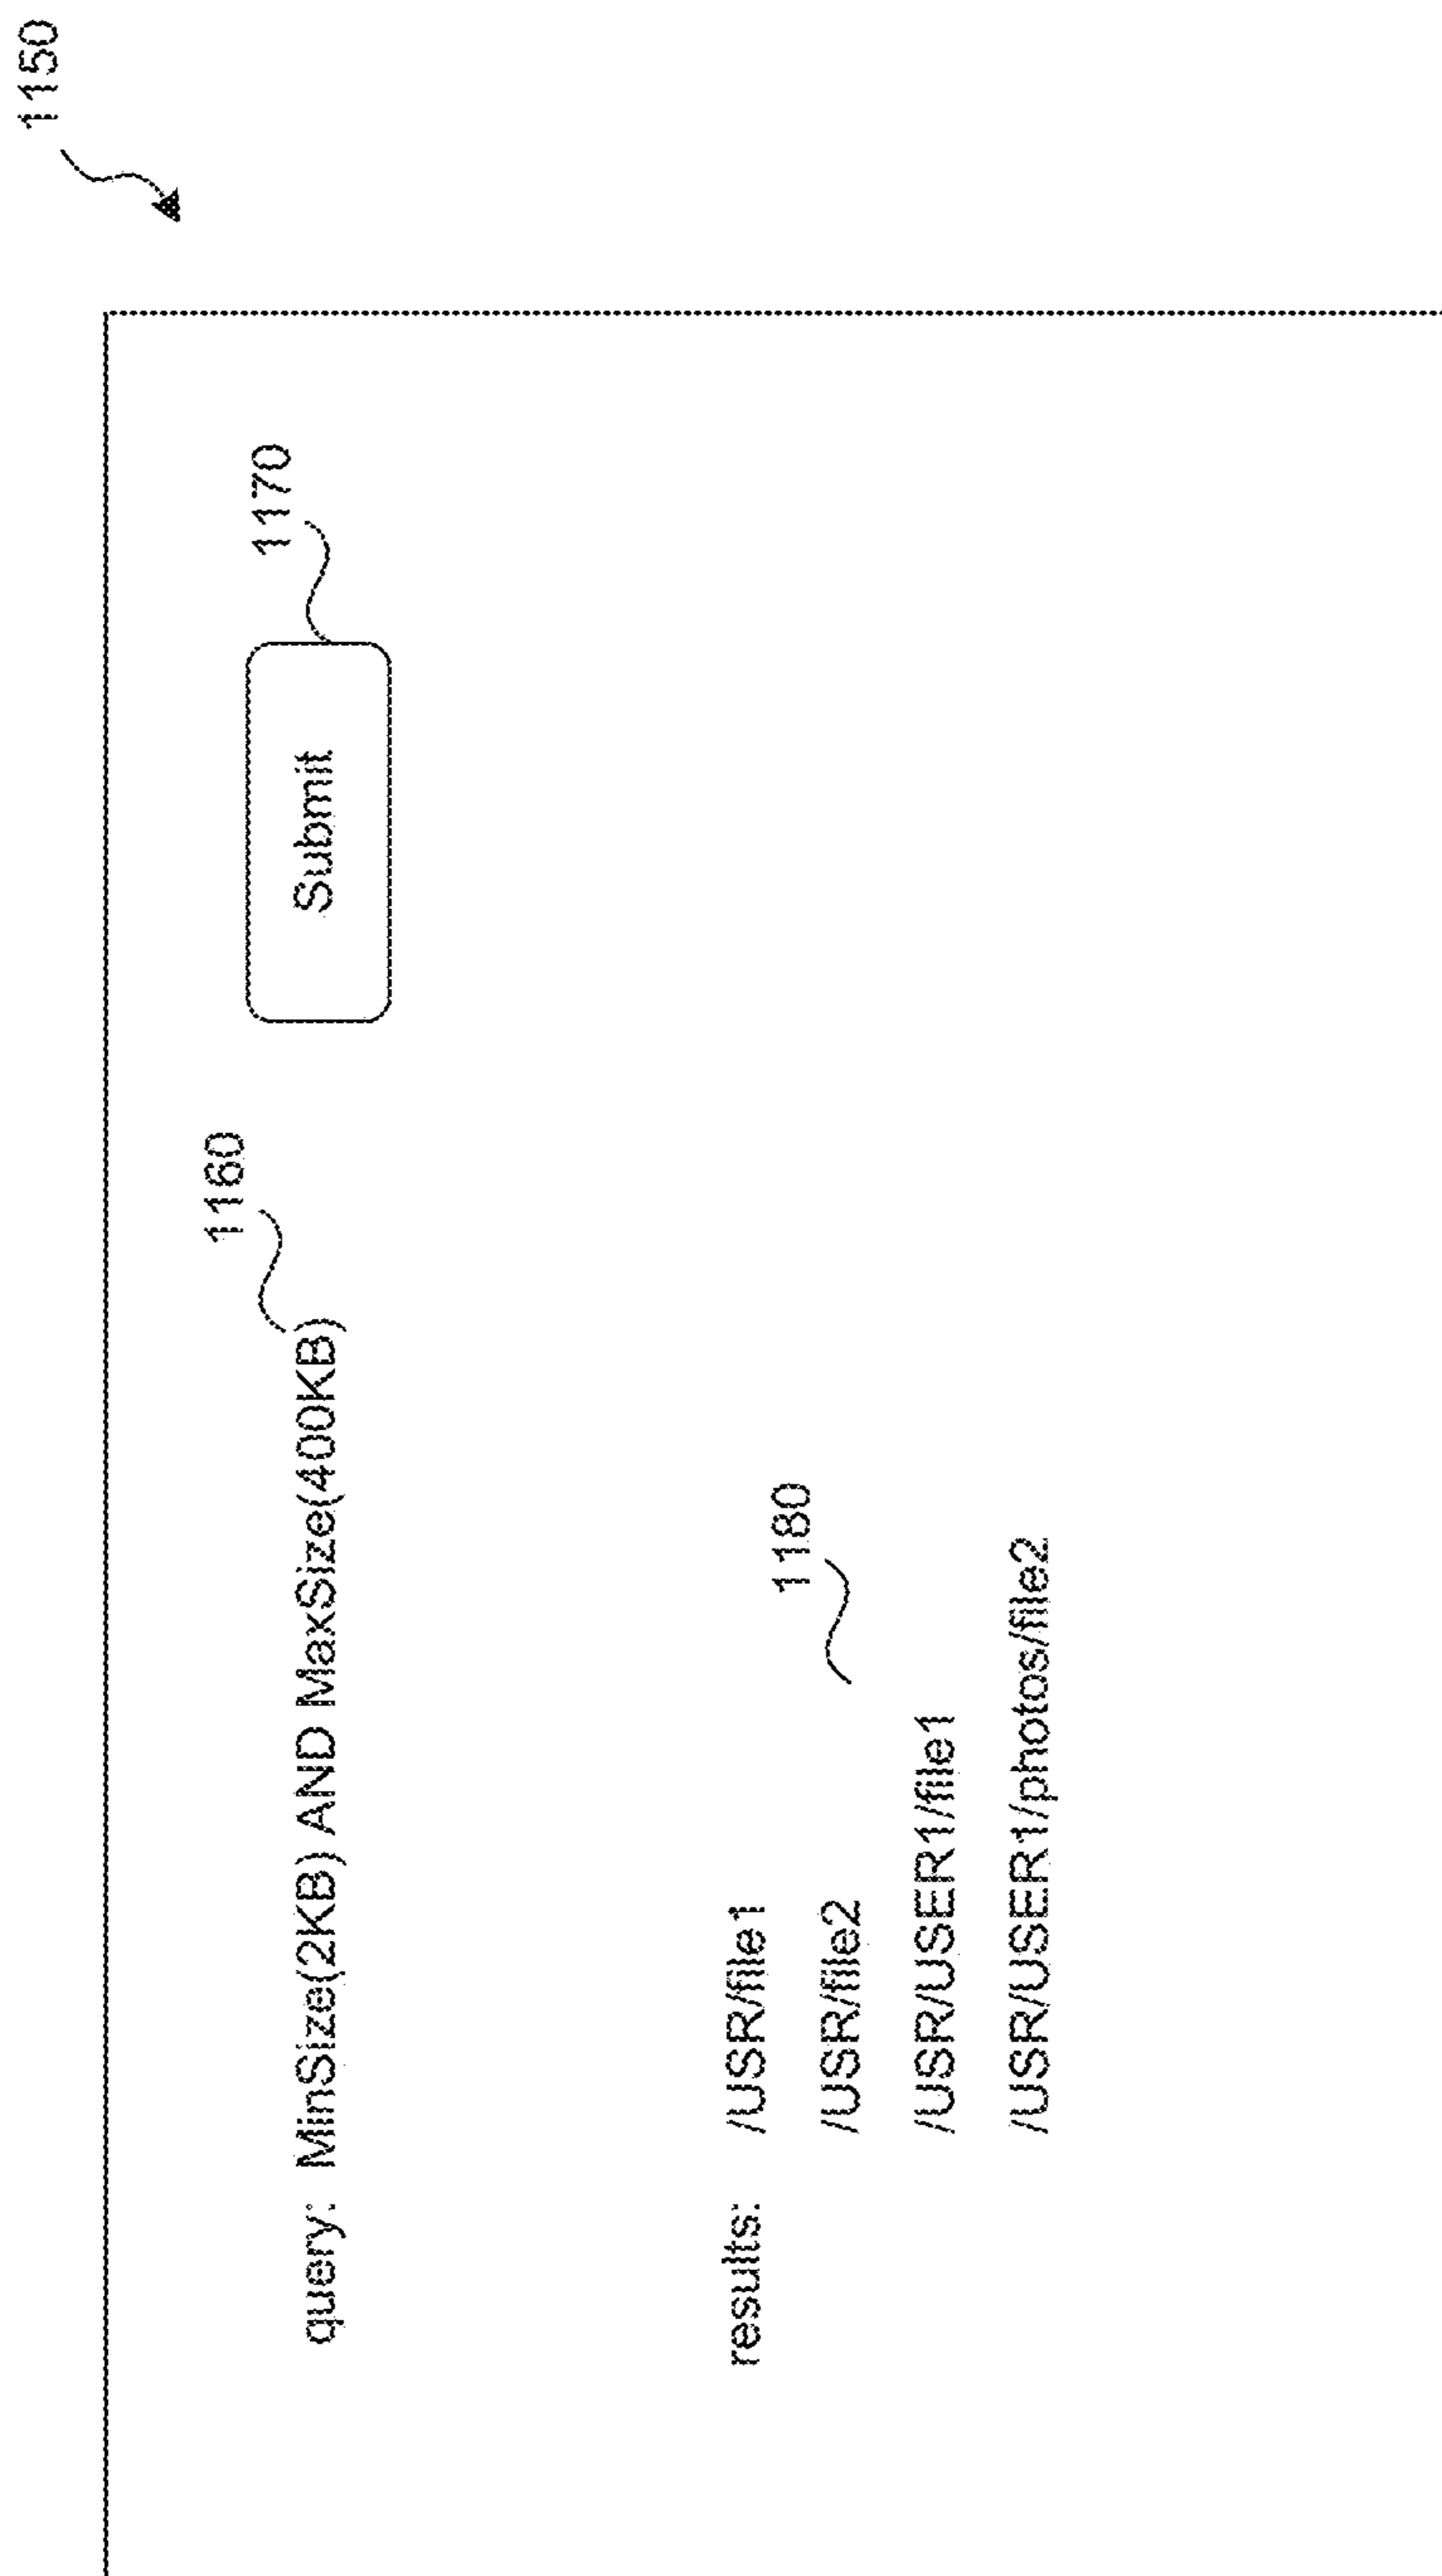 1150
1170
1160
query: MinSize(2KB) AND MaxSize(400KB)
Submit
1180
results: /USR/file1
/USR/file2
/USR/USER1/file1
/USR/USER1/photos/file2